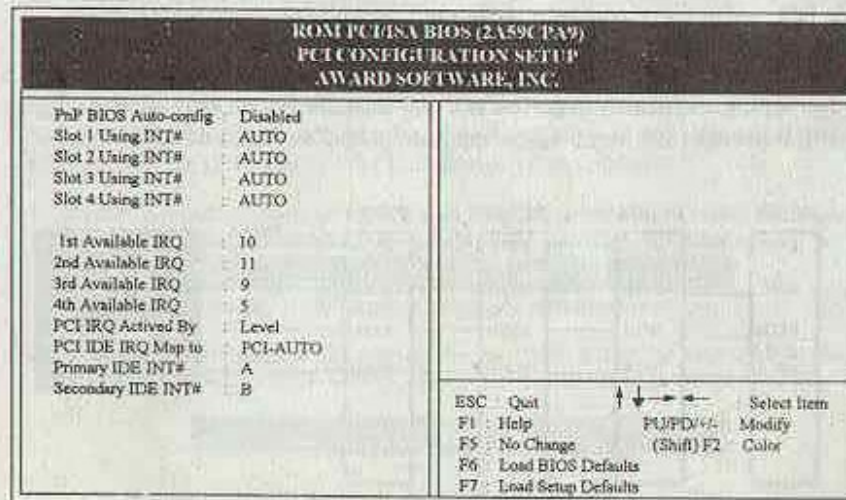 ROM PCI/ISA BIOS (2A59CPA9)
PCI CONFIGURATION SETUP
AWARD SOFTWARE, INC.
PnP BIOS Auto-config : Disabled
Slot 1 Using INT# : AUTO
Slot 2 Using INT# : AUTO
Slot 3 Using INT# : AUTO
Slot 4 Using INT# : AUTO
1st Available IRQ : 10
2nd Available IRQ : 11
3rd Available IRQ : 9
4th Available IRQ : 5
PCI IRQ Actived By : Level
PCI IDE IRQ Map to : PCI-AUTO
Primary IDE INT# : A
Secondary IDE INT# : B
ESC : Quit ↑ ↓ → ← : Select Item
F1 : Help PU/PD/+/- Modify
F5 : No Change (Shift) F2 Color
F6 : Load BIOS Defaults
F7 : Load Setup Defaults